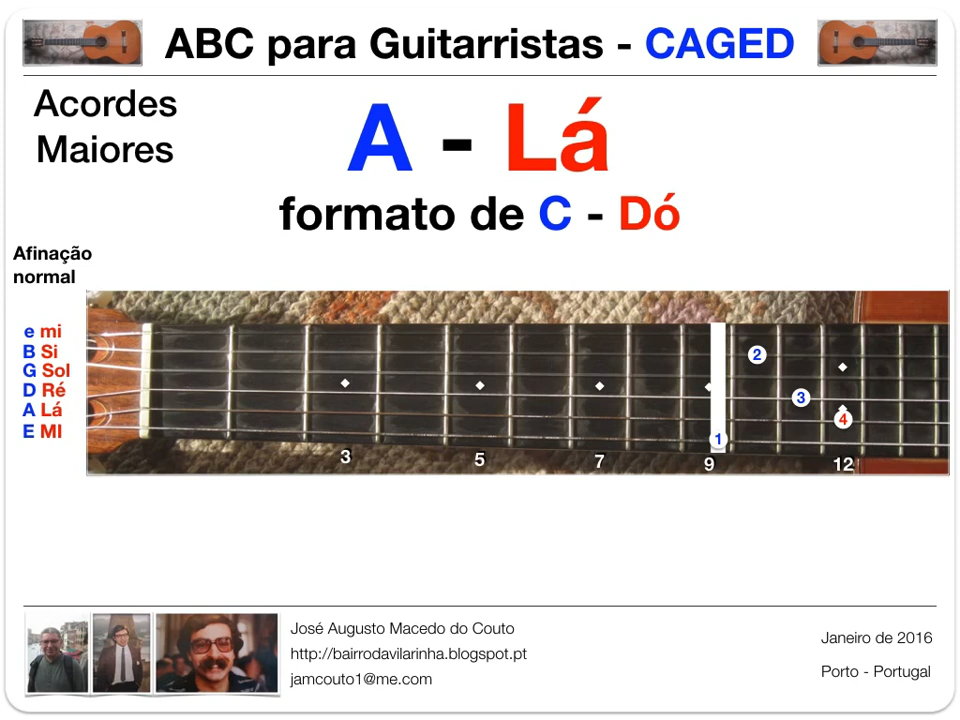 ABC para Guitarristas - CAGED
Acordes
Maiores
A - Lá
formato de C - Dó
Afinação
normal
e mi
B Si
G Sol
D Ré
A Lá
E MI
2
3
4
1
3 5 7 9 12
José Augusto Macedo do Couto
http://bairrodavilarinha.blogspot.pt
jamcouto1@me.com
Janeiro de 2016
Porto - Portugal